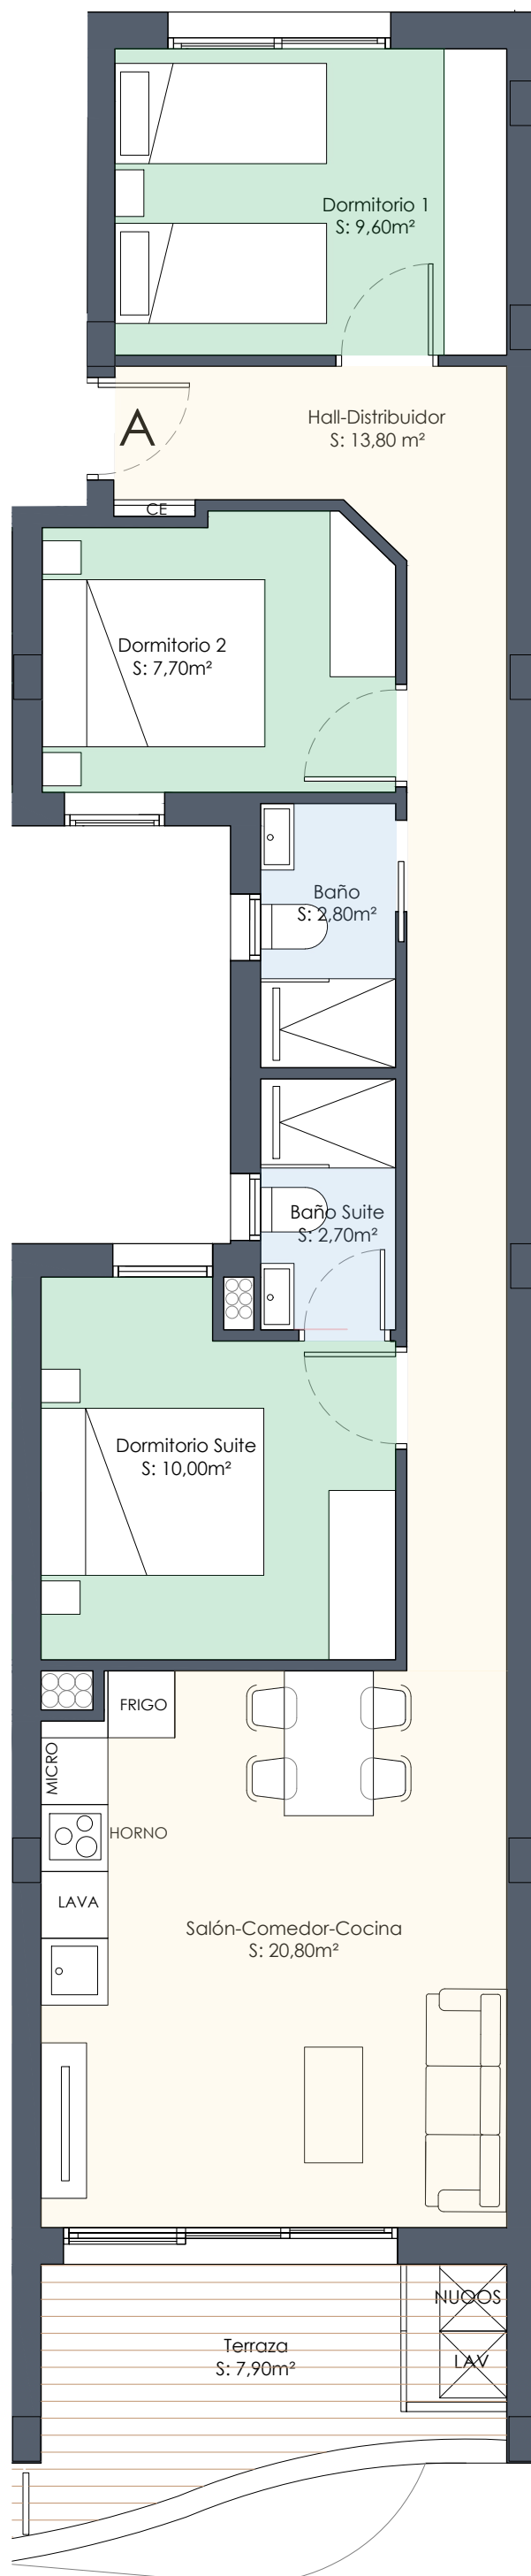 Dormitorio 1
S: 9,60m²
Hall-Distribuidor
S: 13,80 m²
A
CE
Dormitorio 2
S: 7,70m²
Baño
S: 2,80m²
Baño Suite
S: 2,70m²
Dormitorio Suite
S: 10,00m²
FRIGO
MICRO
HORNO
LAVA
Salón-Comedor-Cocina
S: 20,80m²
NUOOS
LAV
Terraza
S: 7,90m²